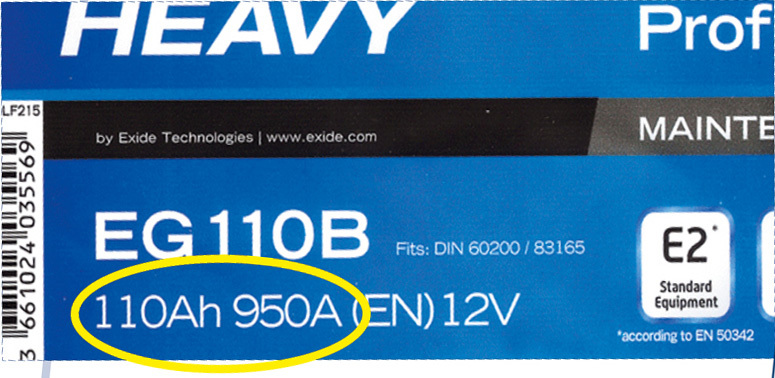 HEAVY
Prof
LF215
by Exide Technologies | www.exide.com
MAINTE
3 661024 035569
EG 110B
Fits: DIN 60200 / 83165
110Ah 950A (EN) 12V
E2*
Standard
Equipment
*according to EN 50342